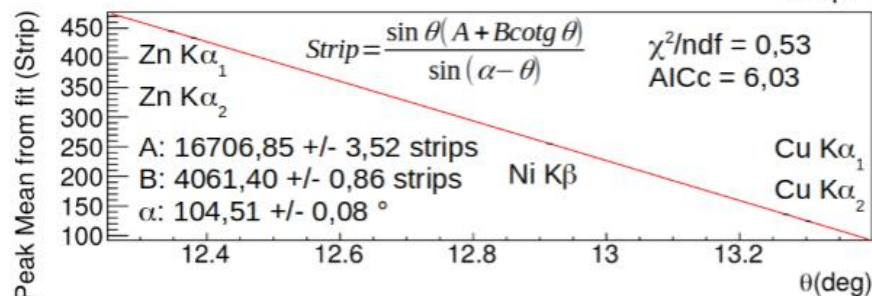 Peak Mean from fit (Strip)
450
400
350
300
250
200
150
100
Strip = sin θ(A + Bcotg θ) / sin(α−θ)
χ²/ndf = 0,53
AICc = 6,03
Zn Kα₁
Zn Kα₂
A: 16706,85 +/- 3,52 strips
B: 4061,40 +/- 0,86 strips
α: 104,51 +/- 0,08 °
Ni Kβ
Cu Kα₁
Cu Kα₂
12.4 12.6 12.8 13 13.2
θ(deg)